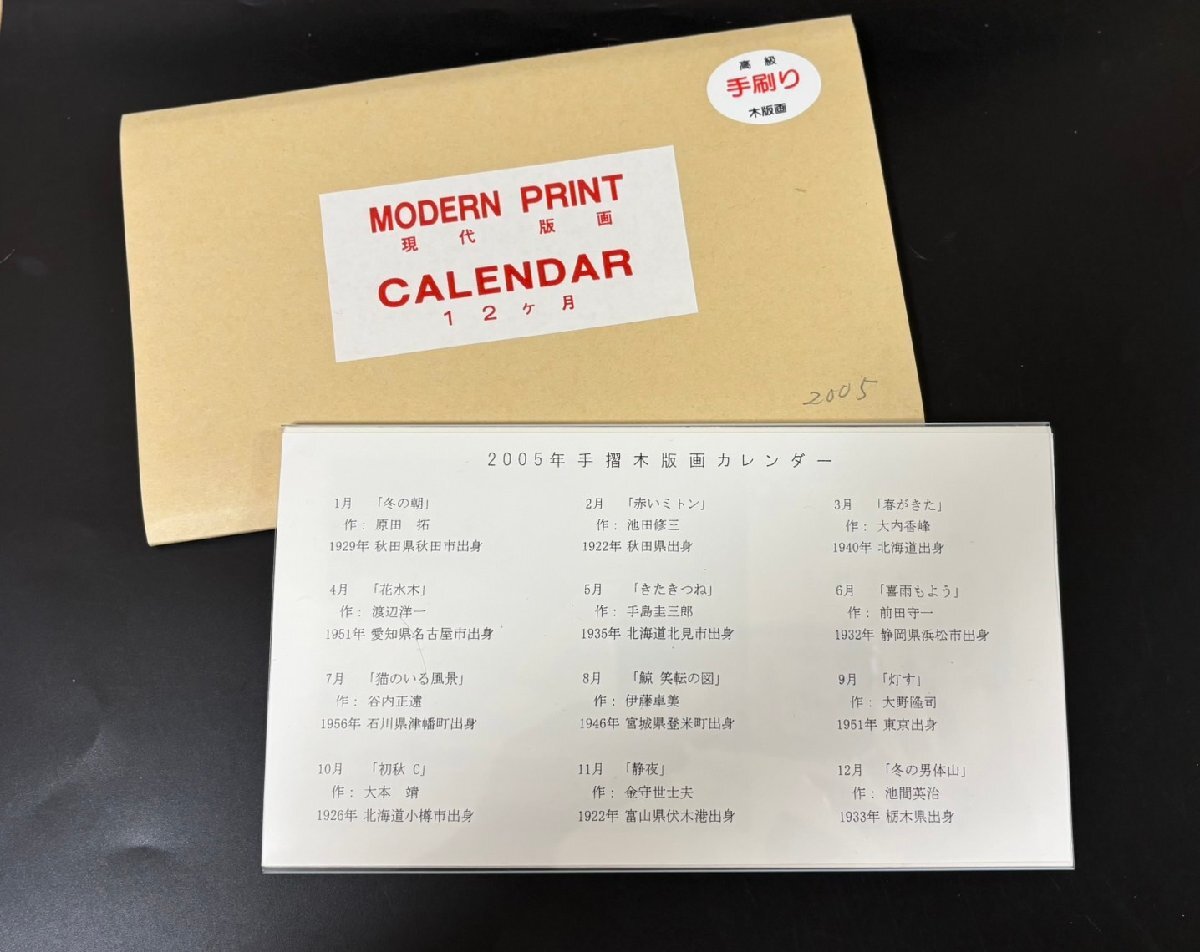 高級
手刷り
木版画
MODERN PRINT
現代版画
CALENDAR
12ヶ月
2005
2005年手摺木版画カレンダー
1月 「冬の朝」
作: 原田 拓
1929年 秋田県秋田市出身
2月 「赤いミトン」
作: 池田修三
1922年 秋田県出身
3月 「春がきた」
作: 大内香峰
1940年 北海道出身
4月 「花水木」
作: 渡辺洋一
1951年 愛知県名古屋市出身
5月 「きたきつね」
作: 手島圭三郎
1935年 北海道北見市出身
6月 「喜雨もよう」
作: 前田守一
1932年 静岡県浜松市出身
7月 「猫のいる風景」
作: 谷内正遠
1956年 石川県津幡町出身
8月 「鯨 笑転の図」
作: 伊藤卓美
1946年 宮城県登米町出身
9月 「灯す」
作: 大野隆司
1951年 東京出身
10月 「初秋 C」
作: 大本 靖
1926年 北海道小樽市出身
11月 「静夜」
作: 金守世士夫
1922年 富山県伏木港出身
12月 「冬の男体山」
作: 池間英治
1933年 栃木県出身